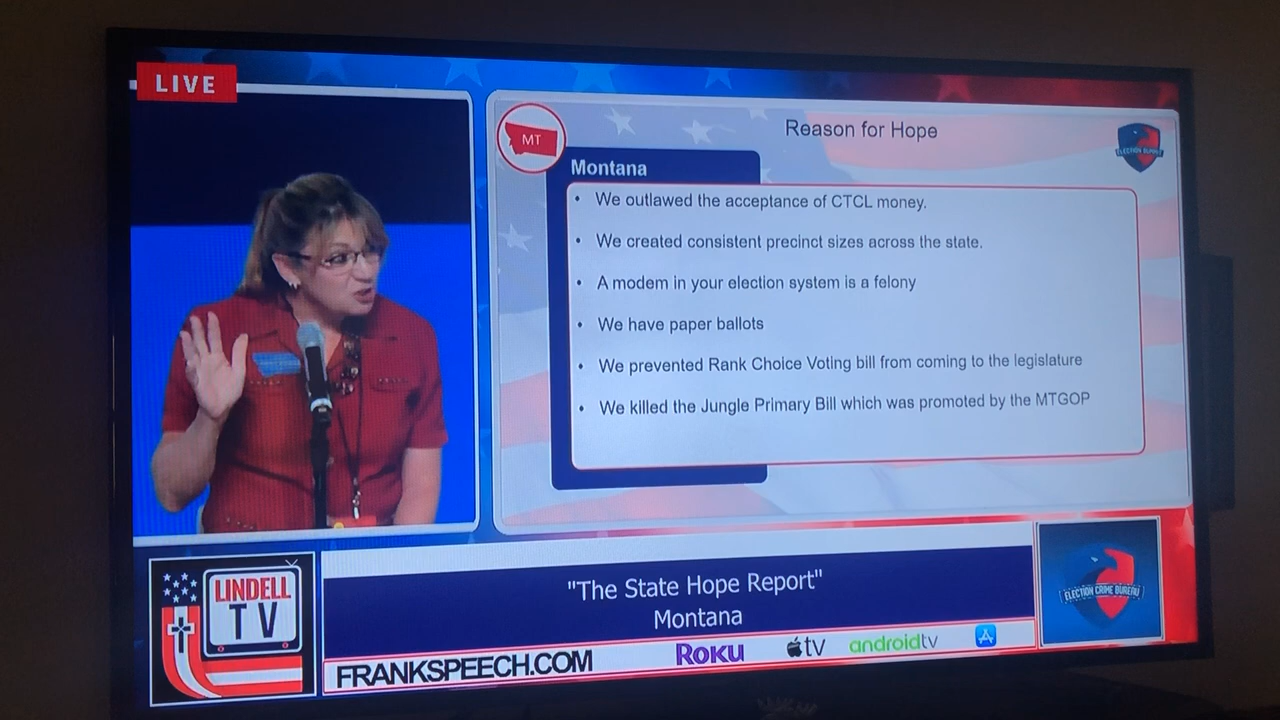 LIVE
MT
Reason for Hope
ELECTION SUMMIT
Montana
• We outlawed the acceptance of CTCL money.
• We created consistent precinct sizes across the state.
• A modem in your election system is a felony
• We have paper ballots
• We prevented Rank Choice Voting bill from coming to the legislature
• We killed the Jungle Primary Bill which was promoted by the MTGOP
LINDELL
TV
"The State Hope Report"
Montana
ELECTION CRIME BUREAU
FRANKSPEECH.COM
ROKU
tv
androidtv